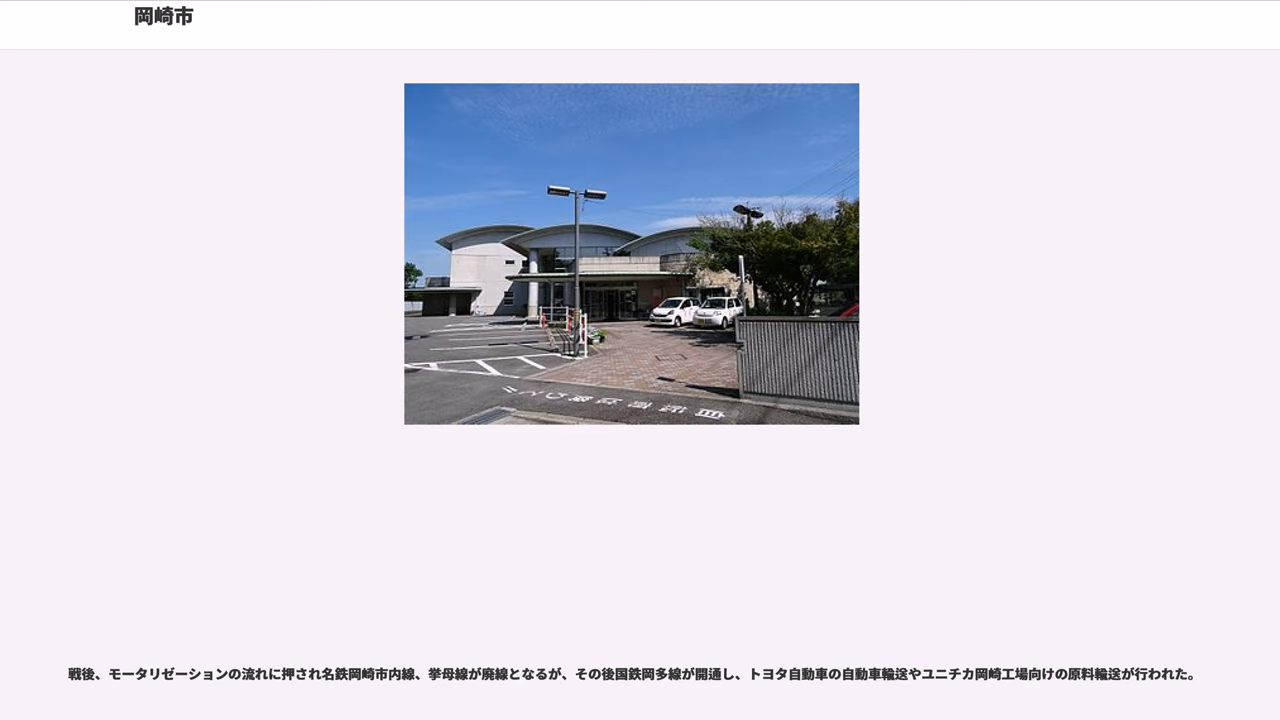 岡崎市
戦後、モータリゼーションの流れに押され名鉄岡崎市内線、挙母線が廃線となるが、その後国鉄岡多線が開通し、トヨタ自動車の自動車輸送やユニチカ岡崎工場向けの原料輸送が行われた。